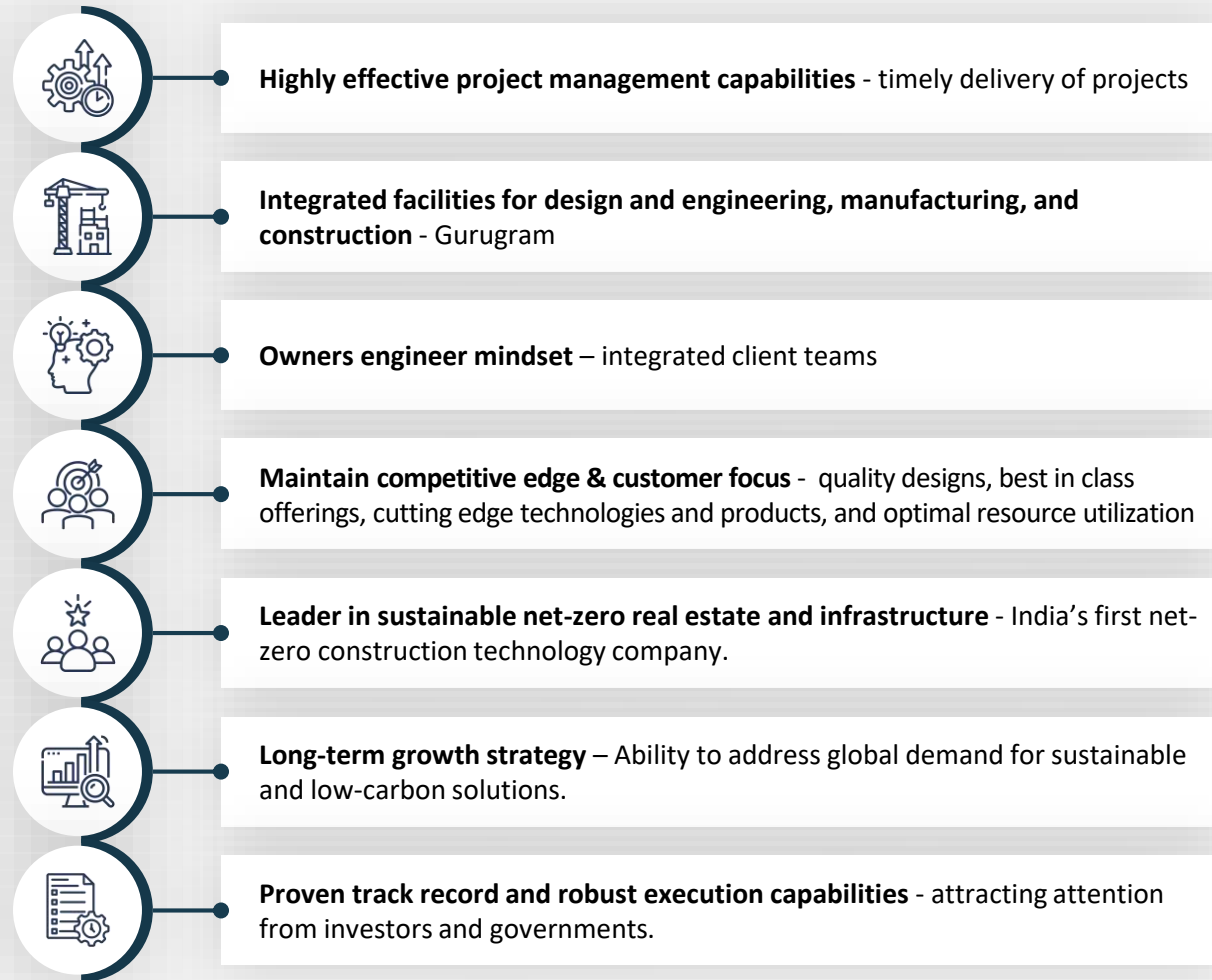 Highly effective project management capabilities - timely delivery of projects
Integrated facilities for design and engineering, manufacturing, and
construction - Gurugram
Owners engineer mindset – integrated client teams
Maintain competitive edge & customer focus -  quality designs, best in class
offerings, cutting edge technologies and products, and optimal resource utilization
Leader in sustainable net-zero real estate and infrastructure - India’s first net-
zero construction technology company.
Long-term growth strategy – Ability to address global demand for sustainable
and low-carbon solutions.
Proven track record and robust execution capabilities - attracting attention
from investors and governments.